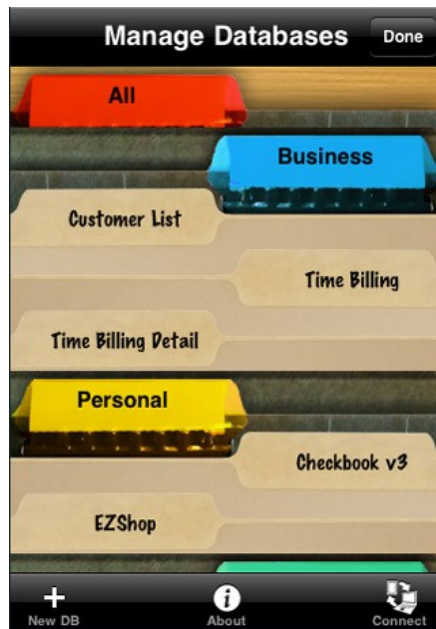 Manage Databases
Done
All
Business
Customer List
Time Billing
Time Billing Detail
Personal
Checkbook v3
EZShop
New DB
About
Connect